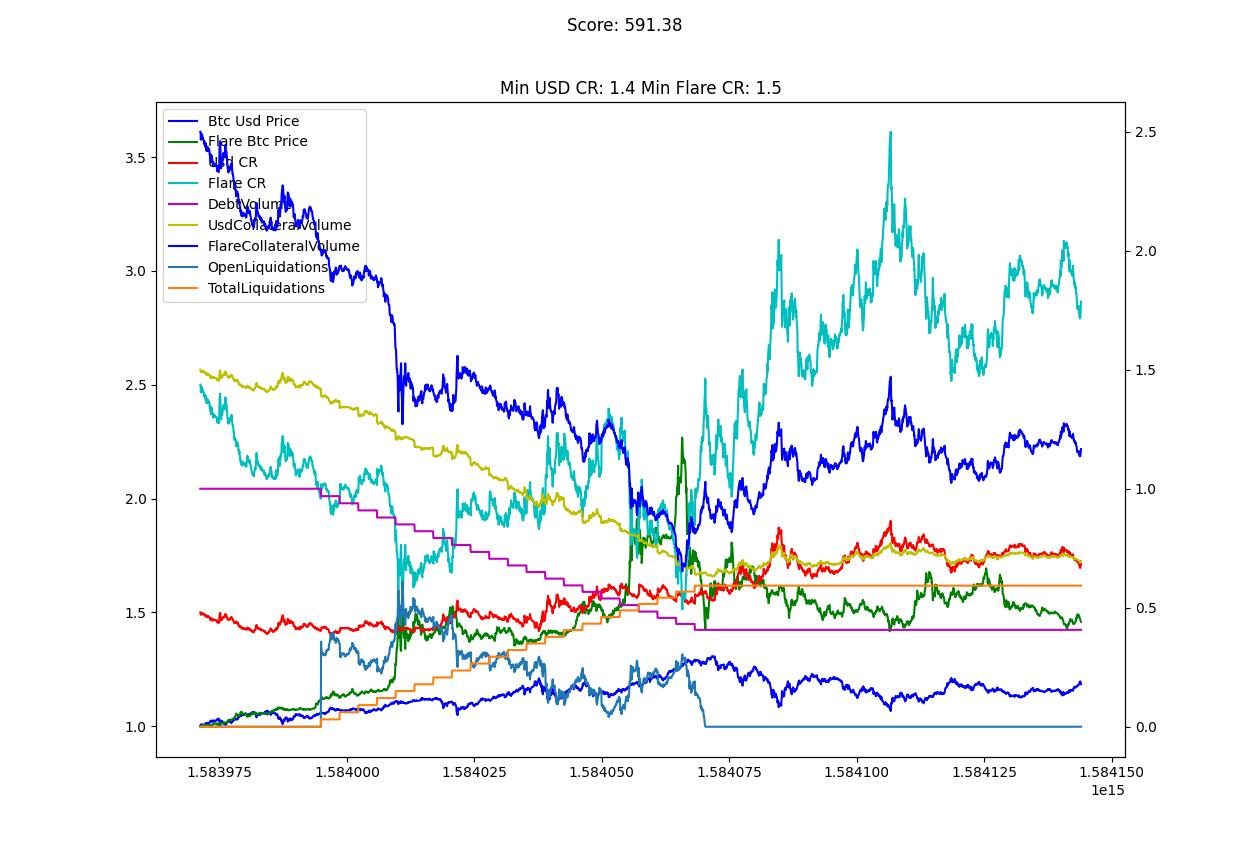 Score: 591.38
Min USD CR: 1.4 Min Flare CR: 1.5
Btc Usd Price
Flare Btc Price
Usd CR
Flare CR
DebtVolume
UsdCollateralVolume
FlareCollateralVolume
OpenLiquidations
TotalLiquidations
3.5
3.0
2.5
2.0
1.5
1.0
2.5
2.0
1.5
1.0
0.5
0.0
1.583975
1.584000
1.584025
1.584050
1.584075
1.584100
1.584125
1.584150
1e15